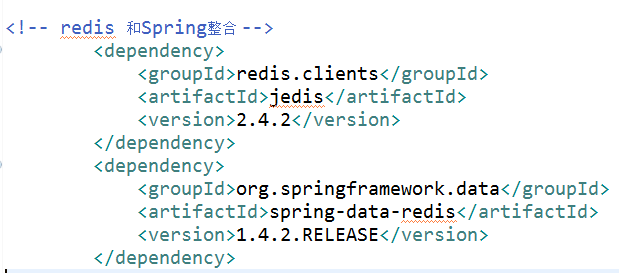 <!-- redis 和Spring整合-->
<dependency>
<groupId>redis.clients</groupId>
<artifactId>jedis</artifactId>
<version>2.4.2</version>
</dependency>
<dependency>
<groupId>org.springframework.data</groupId>
<artifactId>spring-data-redis</artifactId>
<version>1.4.2.RELEASE</version>
</dependency>